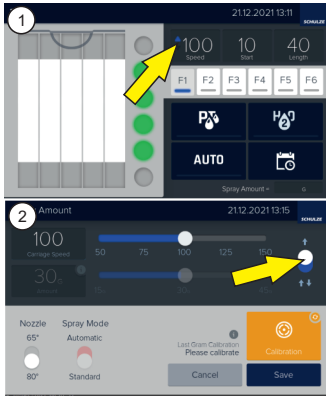 1
21.12.2021 13:11
SCHULZE
100 10 40
Speed Start Length
F1 F2 F3 F4 F5 F6
AUTO
Spray Amount 6
2
Amount
21.12.2021 13:15
SCHULZE
100
Carriage Speed
50 75 100 125 150
30
Nozzle Spray Mode
65° Automatic
80° Standard
Last Gram Calibration
Please calibrate
Calibration
Cancel
Save